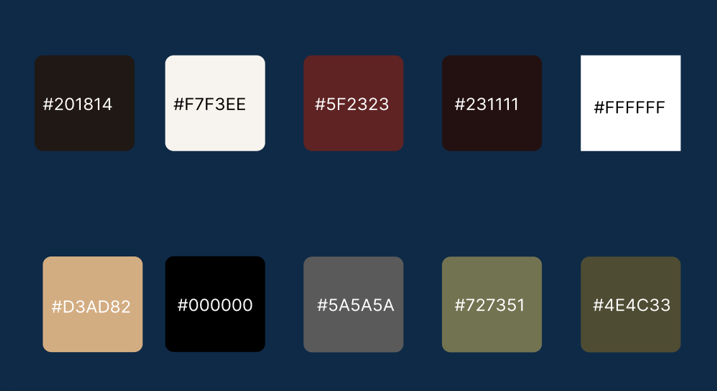 #201814
#F7F3EE
#5F2323
#231111
#FFFFFF
#D3AD82
#000000
#5A5A5A
#727351
#4E4C33